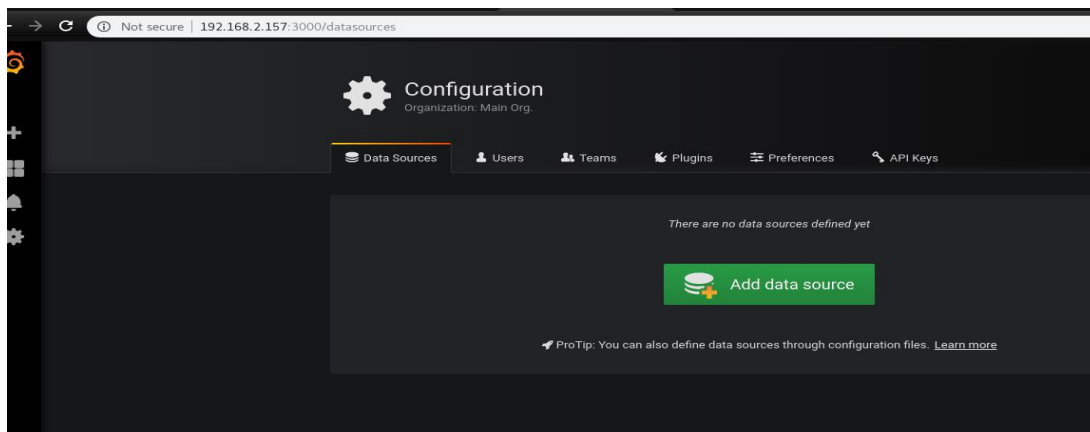 Not secure | 192.168.2.157:3000/datasources
Configuration
Organization: Main Org.
Data Sources Users Teams Plugins Preferences API Keys
There are no data sources defined yet
Add data source
ProTip: You can also define data sources through configuration files. Learn more